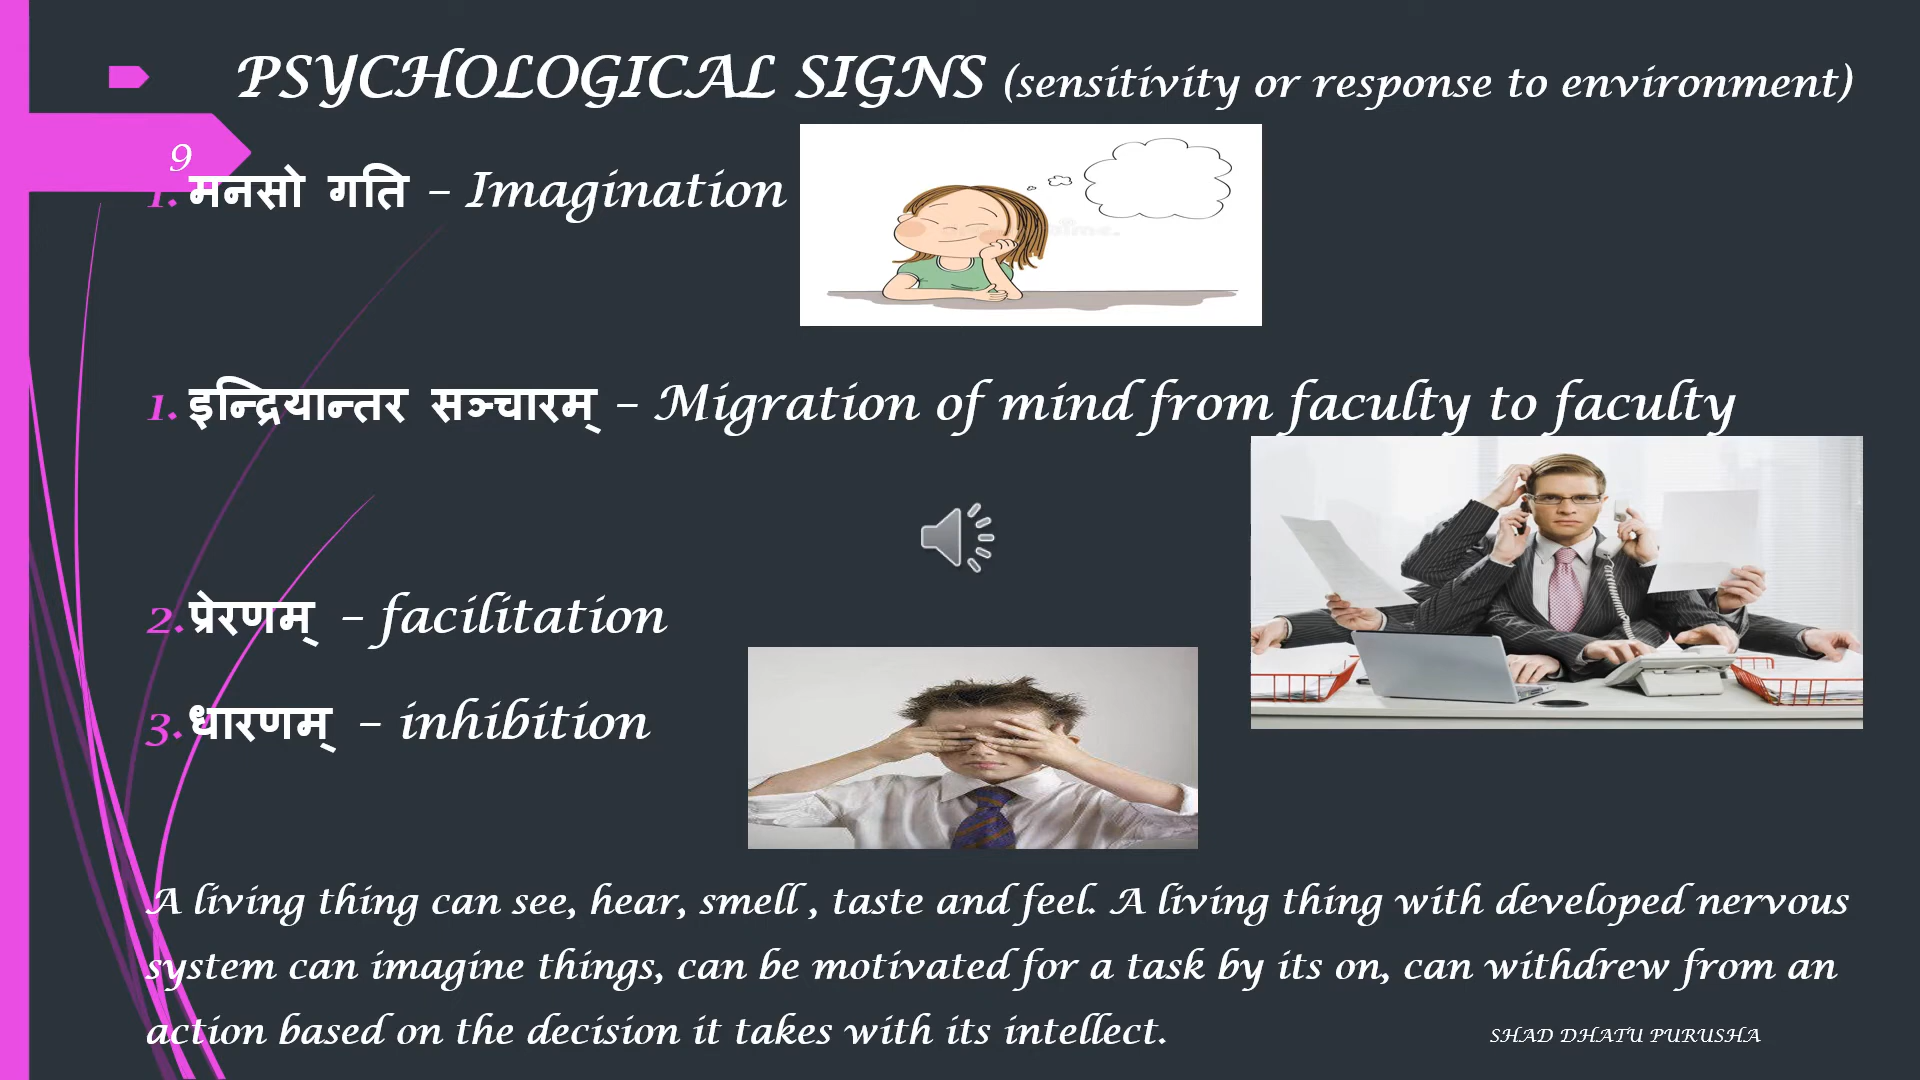 PSYCHOLOGICAL SIGNS (sensitivity or response to environment)
9
1. मनसो गति – Imagination
1. इन्द्रियान्तर सञ्चारम् – Migration of mind from faculty to faculty
2. प्रेरणम् – facilitation
3. धारणम् – inhibition
A living thing can see, hear, smell , taste and feel. A living thing with developed nervous
system can imagine things, can be motivated for a task by its on, can withdrew from an
action based on the decision it takes with its intellect.
SHAD DHATU PURUSHA